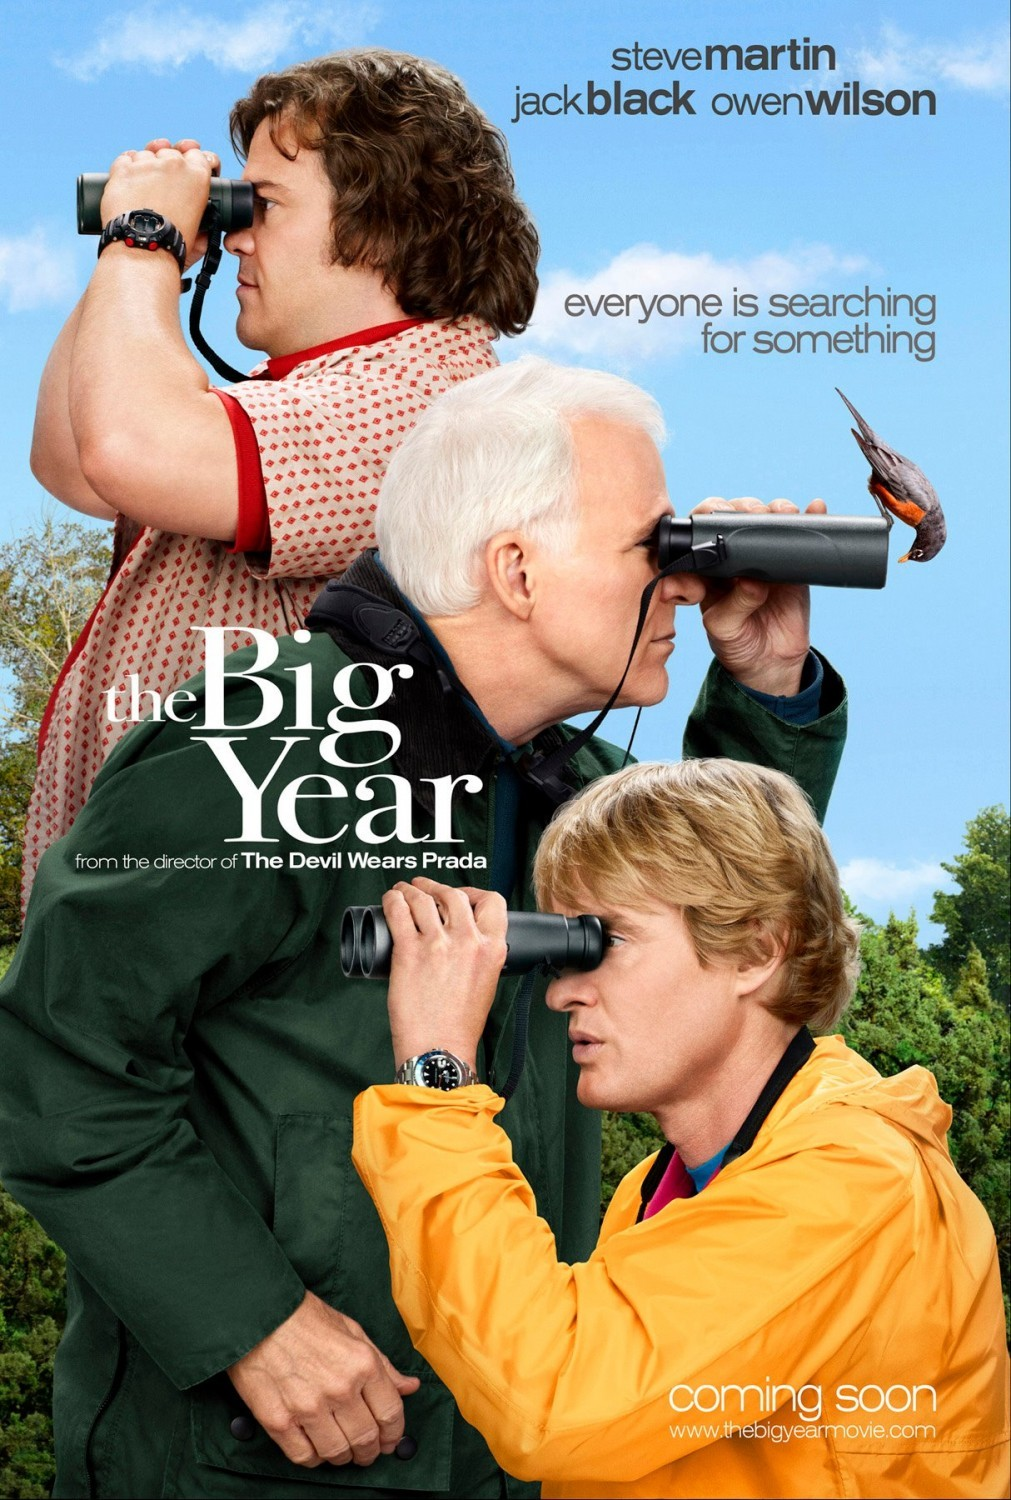 stevemartin
jackblack owenwilson
everyone is searching
for something
the Big
Year
from the director of The Devil Wears Prada
coming soon
www.thebigyearmovie.com